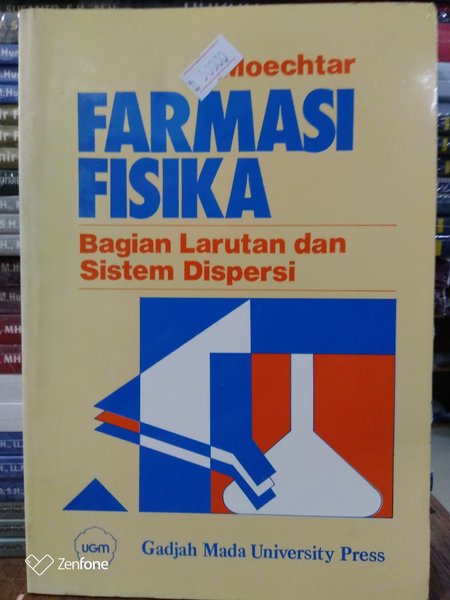 Moechtar
FARMASI
FISIKA
Bagian Larutan dan
Sistem Dispersi
UGM
Gadjah Mada University Press
Zenfone